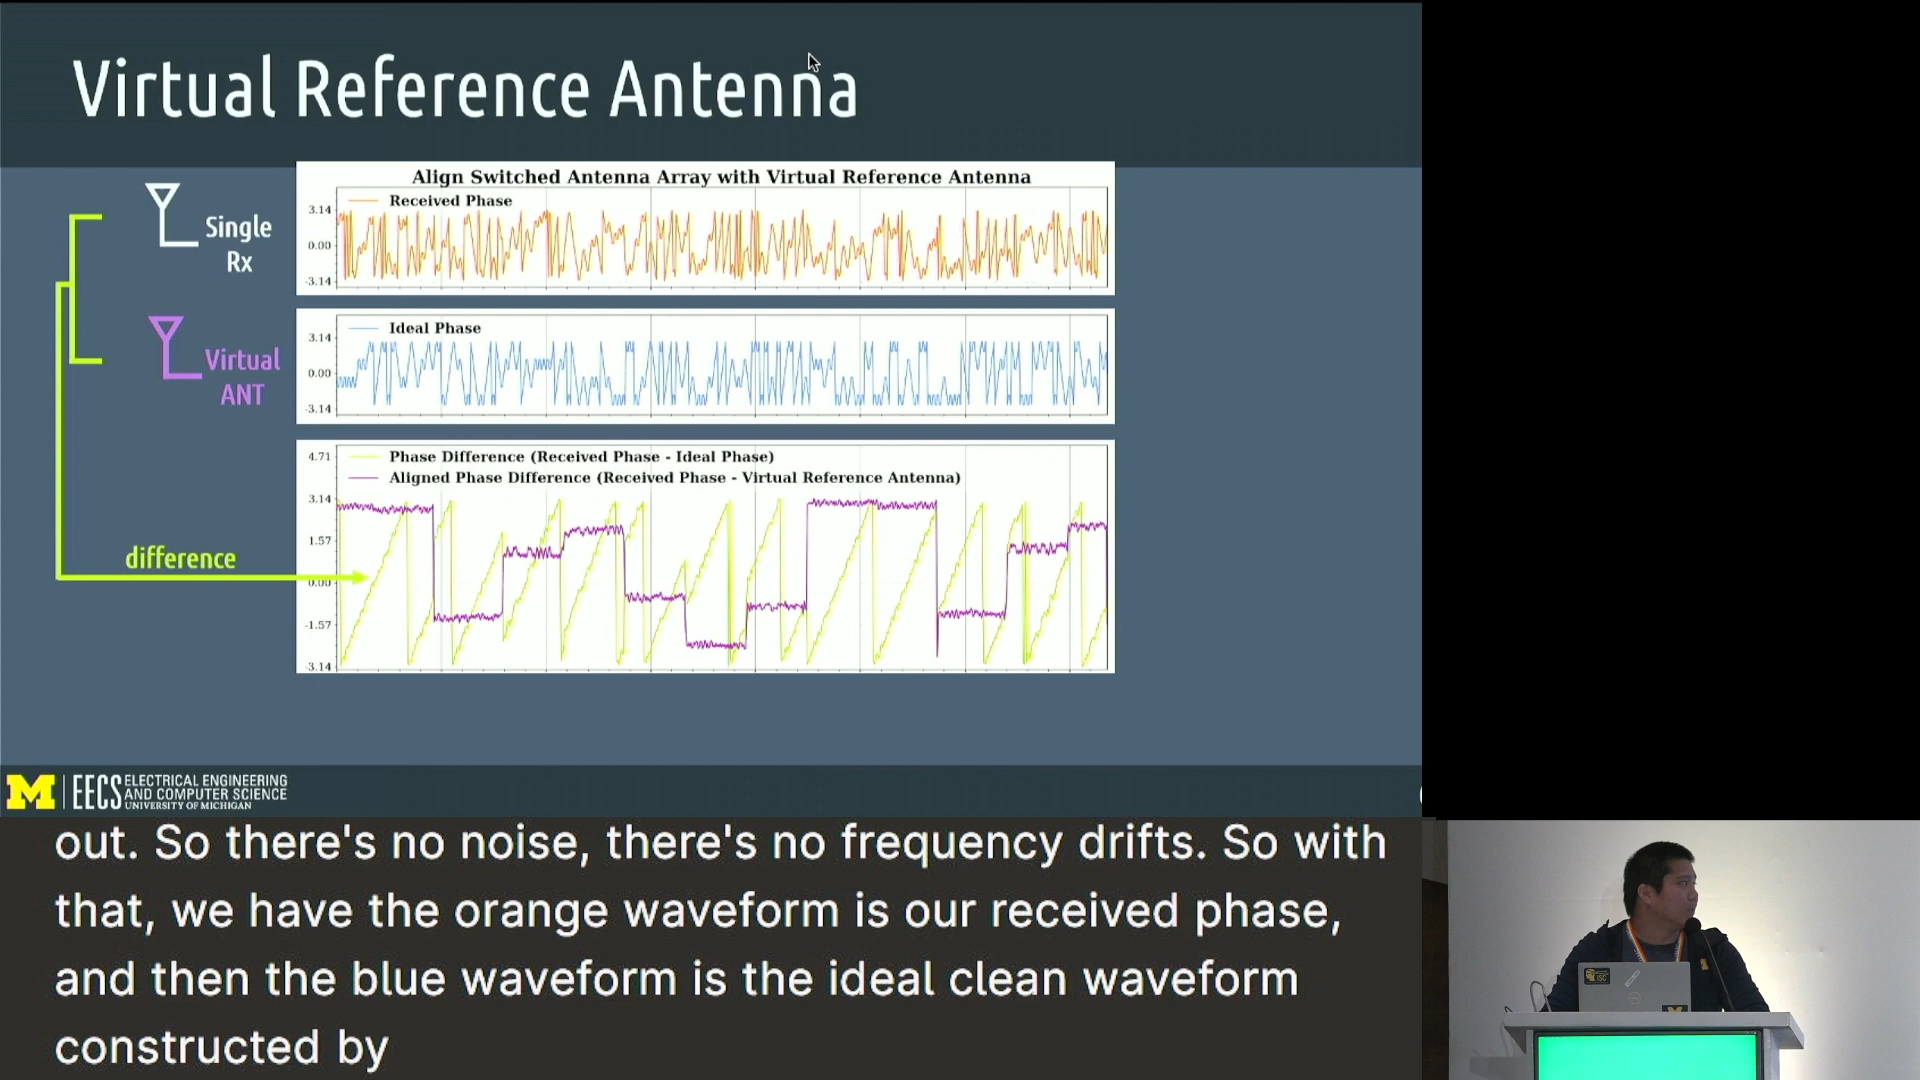 Virtual Reference Antenna
Single
Rx
Virtual
ANT
difference
Align Switched Antenna Array with Virtual Reference Antenna
Received Phase
3.14
0.00
-3.14
Ideal Phase
3.14
0.00
-3.14
Phase Difference (Received Phase - Ideal Phase)
Aligned Phase Difference (Received Phase - Virtual Reference Antenna)
4.71
3.14
1.57
0.00
-1.57
-3.14
M EECS ELECTRICAL ENGINEERING
AND COMPUTER SCIENCE
UNIVERSITY OF MICHIGAN
out. So there's no noise, there's no frequency drifts. So with
that, we have the orange waveform is our received phase,
and then the blue waveform is the ideal clean waveform
constructed by